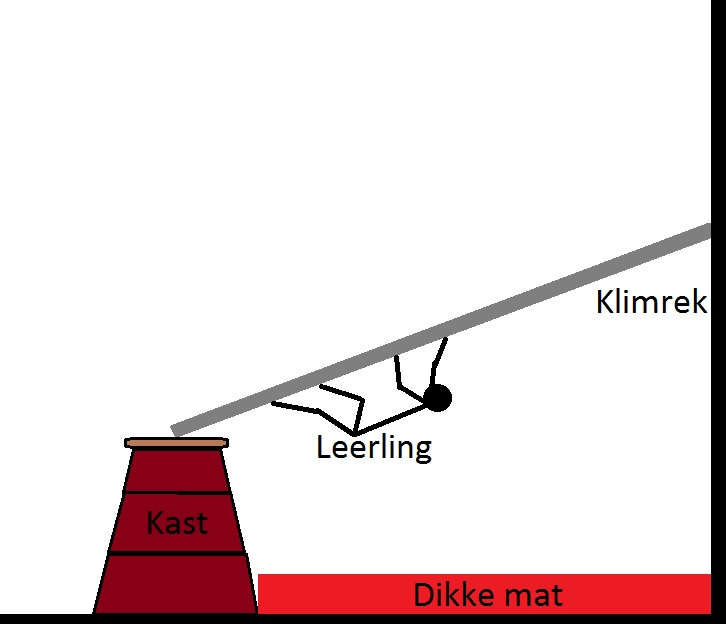 Klimrek
Leerling
Kast
Dikke mat